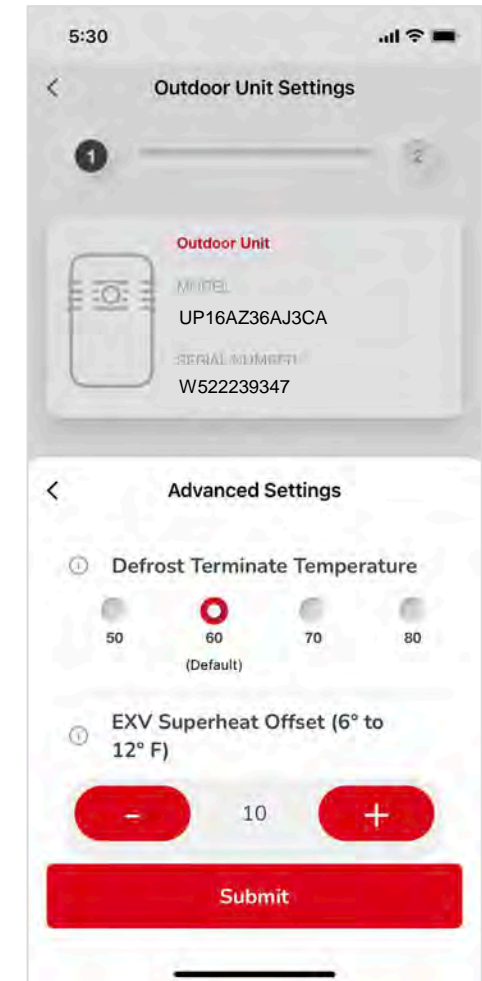 5:30
Outdoor Unit Settings
1
2
Outdoor Unit
MODEL
UP16AZ36AJ3CA
SERIAL NUMBER
W522239347
Advanced Settings
Defrost Terminate Temperature
50 60 70 80
(Default)
EXV Superheat Offset (6° to
12° F)
- 10 +
Submit